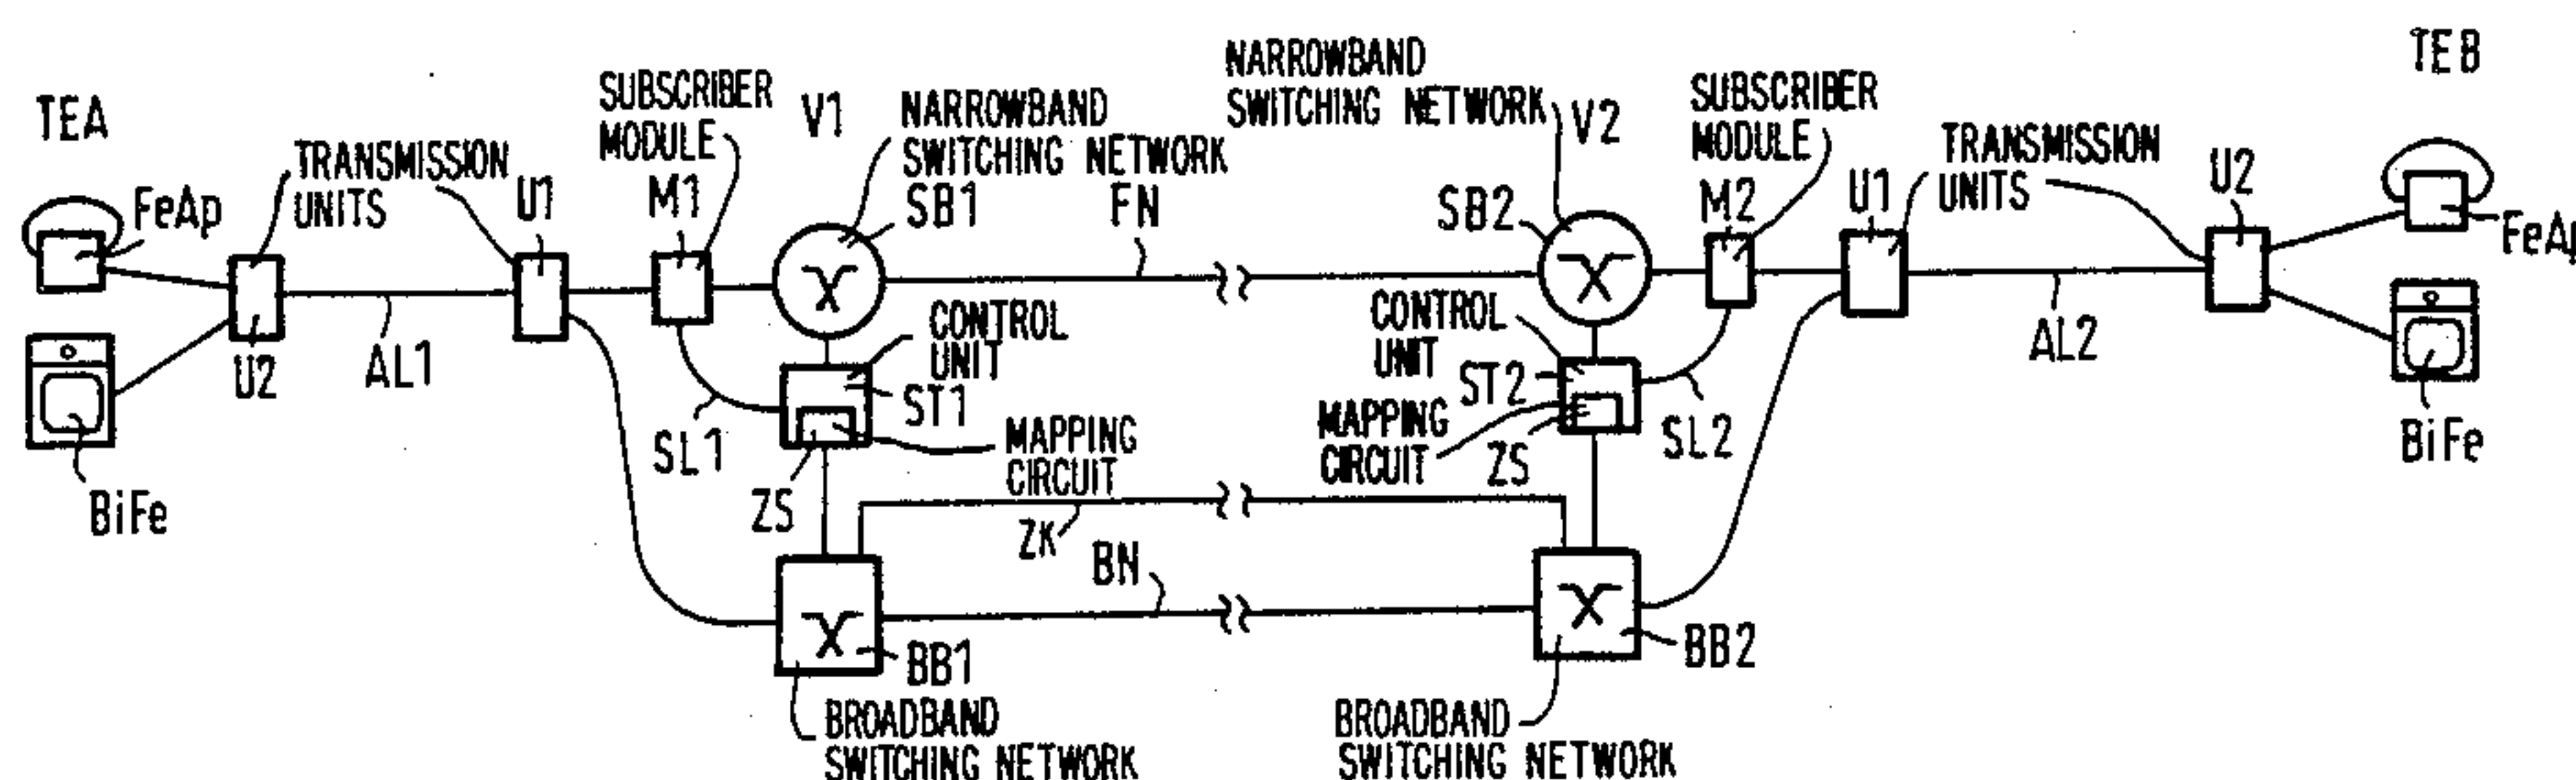 TEA
FeAp
BiFe
TRANSMISSION
UNITS
U2
AL1
U1
SUBSCRIBER
MODULE
M1
SL1
V1
NARROWBAND
SWITCHING NETWORK
SB1
FN
CONTROL
UNIT
ST1
MAPPING
CIRCUIT
ZS
ZK
BN
BB1
BROADBAND
SWITCHING NETWORK
NARROWBAND
SWITCHING NETWORK
V2
SB2
CONTROL
UNIT
ST2
MAPPING
CIRCUIT
ZS
SL2
BB2
BROADBAND
SWITCHING NETWORK
SUBSCRIBER
MODULE
M2
U1
TRANSMISSION
UNITS
AL2
U2
TEB
FeAp
BiFe